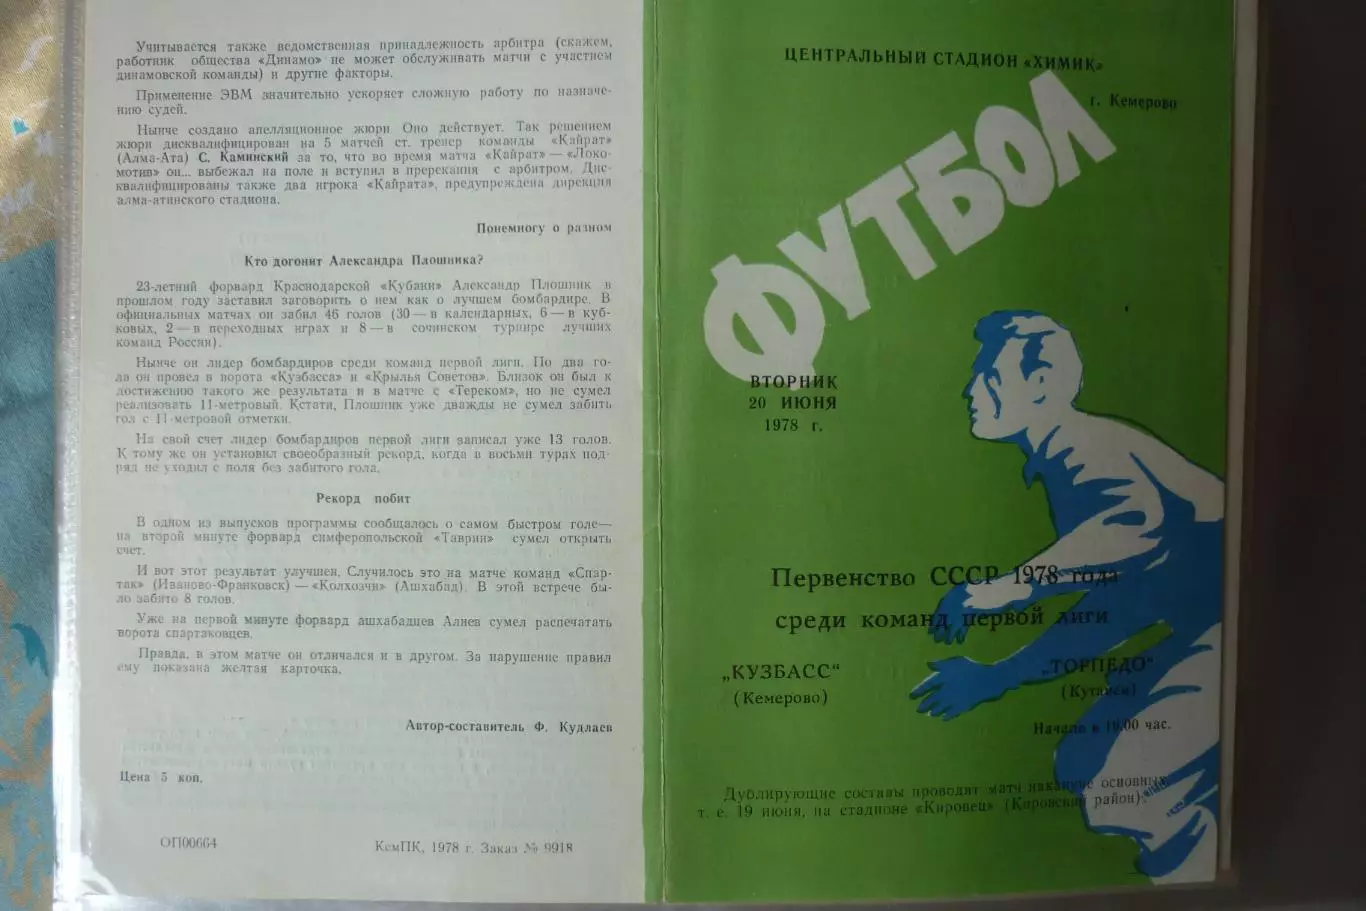 Учитывается также ведомственная принадлежность арбитра (скажем,
работник общества «Динамо» не может обслуживать матчи с участием
динамовской команды) и другие факторы.
Применение ЭВМ значительно ускоряет сложную работу по назначе-
нию судей.
Нынче создано апелляционное жюри Оно действует. Так решением
жюри дисквалифицирован на 5 матчей ст. тренер команды «Кайрат»
(Алма-Ата) С. Каминский за то, что во время матча «Кайрат» — «Локо-
мотив» он... выбежал на поле и вступил в пререкания с арбитром. Дис-
квалифицированы также два игрока «Кайрата», предупреждена дирекция
алма-атинского стадиона.
Понемногу о разном
Кто догонит Александра Плошника?
23-летний форвард Краснодарской «Кубани» Александр Плошник в
прошлом году заставил заговорить о нем как о лучшем бомбардире. В
официальных матчах он забил 46 голов (30 — в календарных, 6 — в куб-
ковых, 2 — в переходных играх и 8 — в сочинском турнире лучших
команд России).
Нынче он лидер бомбардиров среди команд первой лиги. По два го-
ла он провел в ворота «Кузбасса» и «Крылья Советов». Близок он был к
достижению такого же результата и в матче с «Тереком», но не сумел
реализовать 11-метровый. Кстати, Плошник уже дважды не сумел забить
гол с 11-метровой отметки.
На свой счет лидер бомбардиров первой лиги записал уже 13 голов.
К тому же он установил своеобразный рекорд, когда в восьми турах под-
ряд не уходил с поля без забитого гола.
Рекорд побит
В одном из выпусков программы сообщалось о самом быстром голе—
на второй минуте форвард симферопольской «Таврии» сумел открыть
счет.
И вот этот результат улучшен. Случилось это на матче команд «Спар-
так» (Иваново-Франковск) — «Колхозчи» (Ашхабад). В этой встрече бы-
ло забито 8 голов.
Уже на первой минуте форвард ашхабадцев Алиев сумел распечатать
ворота спартаковцев.
Правда, в этом матче он отличался и в другом. За нарушение правил
ему показана желтая карточка.
Автор-составитель Ф. Кудлаев
Цена 5 коп.
ОП00664
КемПК, 1978 г. Заказ № 9918
ЦЕНТРАЛЬНЫЙ СТАДИОН «ХИМИК»
г. Кемерово
ФУТБОЛ
ВТОРНИК
20 ИЮНЯ
1978 г.
Первенство СССР 1978 года
среди команд первой лиги
„КУЗБАСС“
(Кемерово)
„ТОРПЕДО“
(Кутаиси)
Начало в 19.00 час.
Дублирующие составы проводят матч накануне основных,
т. е. 19 июня, на стадионе «Кировец» (Кировский район).